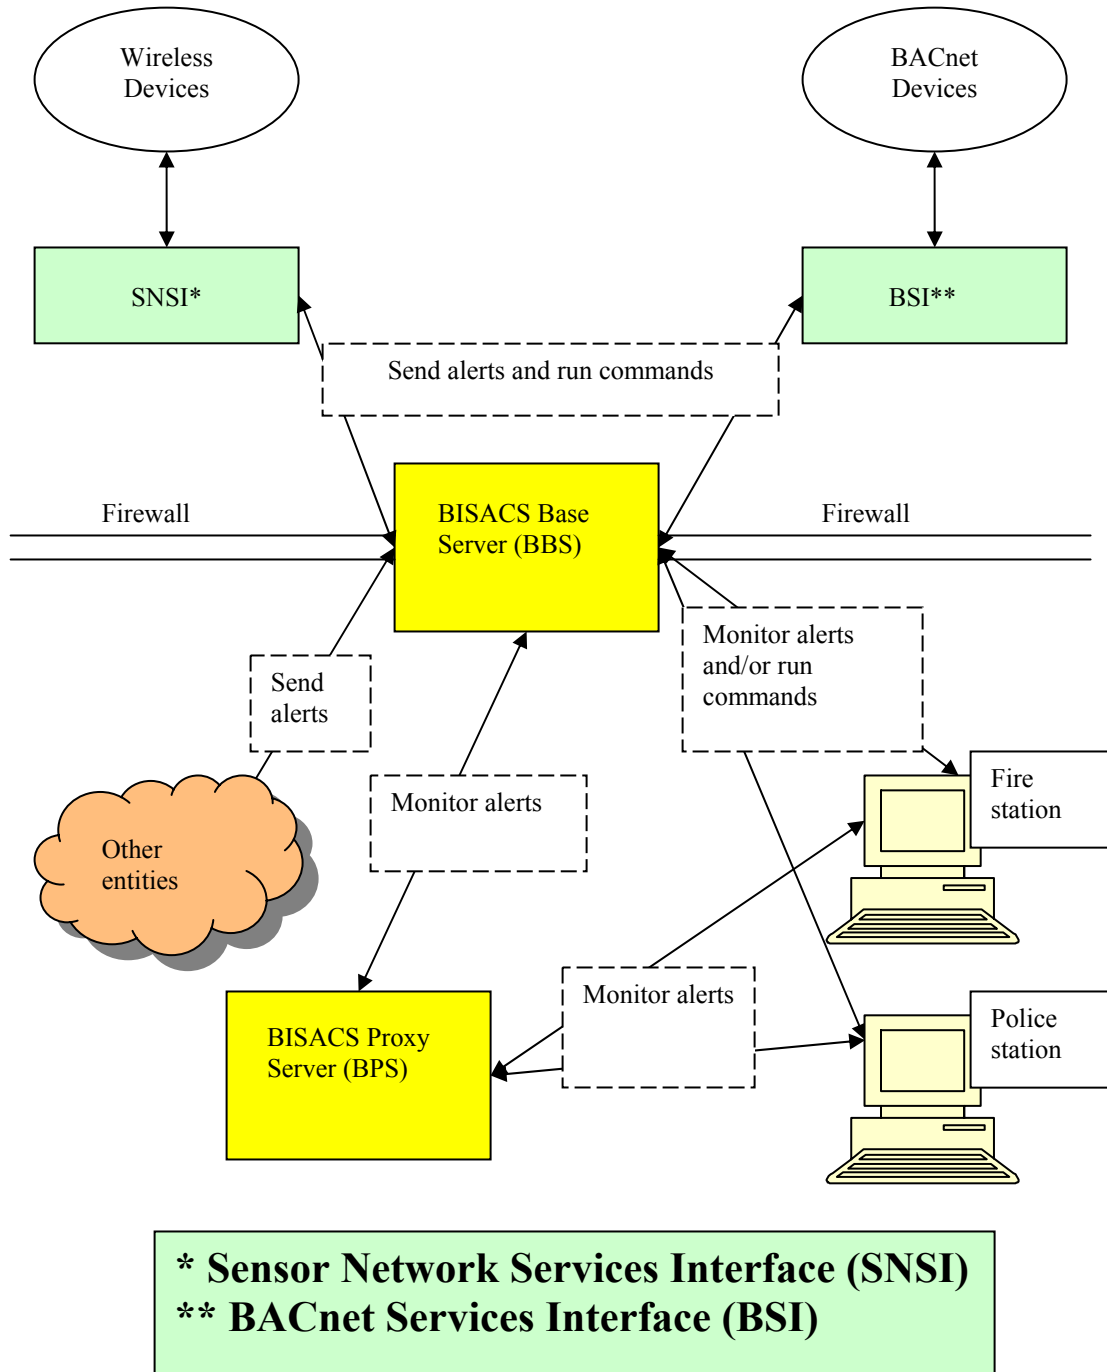 Wireless
Devices
BACnet
Devices
SNSI*
BSI**
Send alerts and run commands
Firewall
BISACS Base
Server (BBS)
Firewall
Monitor alerts
and/or run
commands
Send
alerts
Monitor alerts
Fire
station
Other
entities
Monitor alerts
Police
station
BISACS Proxy
Server (BPS)
* Sensor Network Services Interface (SNSI)
** BACnet Services Interface (BSI)